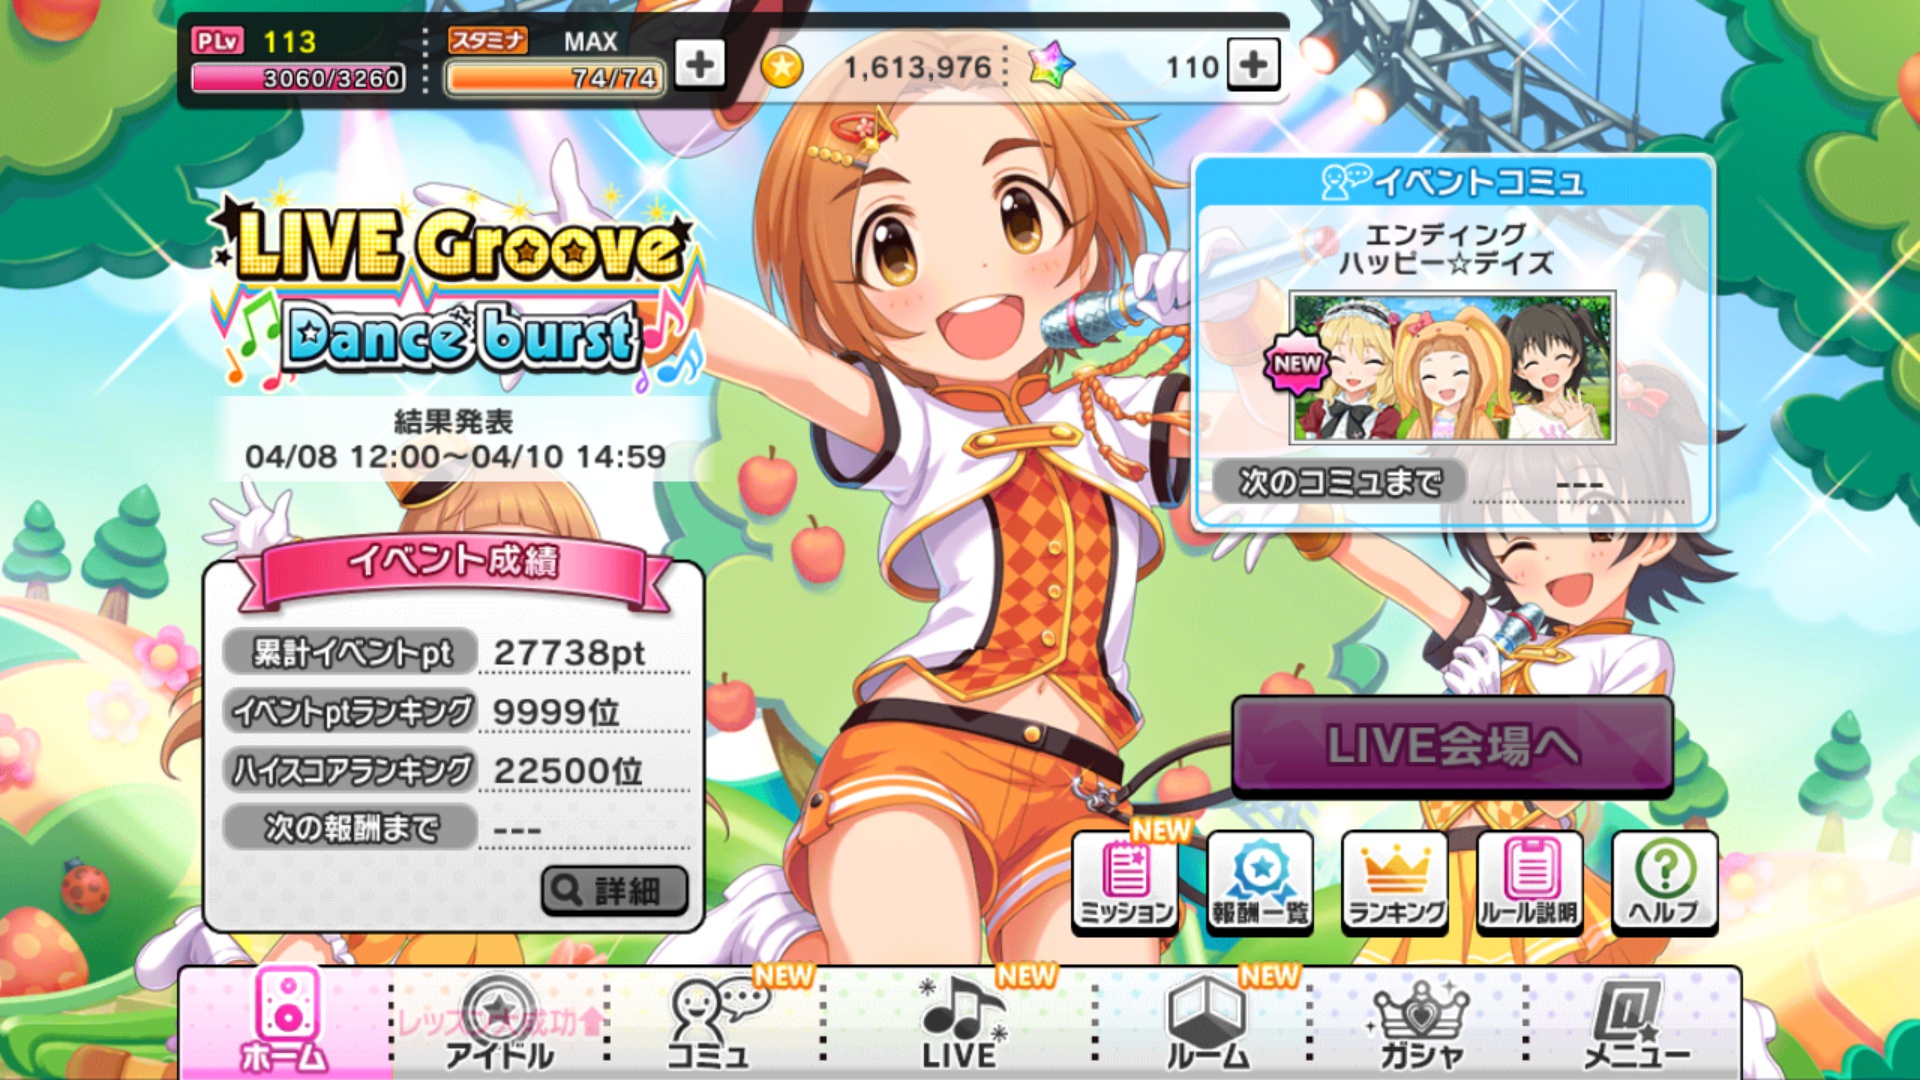 PLv 113
3060/3260
スタミナ MAX
74/74
1,613,976
110
LIVE Groove
Dance burst
結果発表
04/08 12:00～04/10 14:59
イベントコミュ
エンディング
ハッピー☆デイズ
NEW
次のコミュまで ---
イベント成績
累計イベントpt 27738pt
イベントptランキング 9999位
ハイスコアランキング 22500位
次の報酬まで ---
詳細
LIVE会場へ
NEW
ミッション
報酬一覧
ランキング
ルール説明
ヘルプ
ホーム
レッスン大成功
アイドル
NEW
コミュ
NEW
LIVE
NEW
ルーム
ガシャ
メニュー